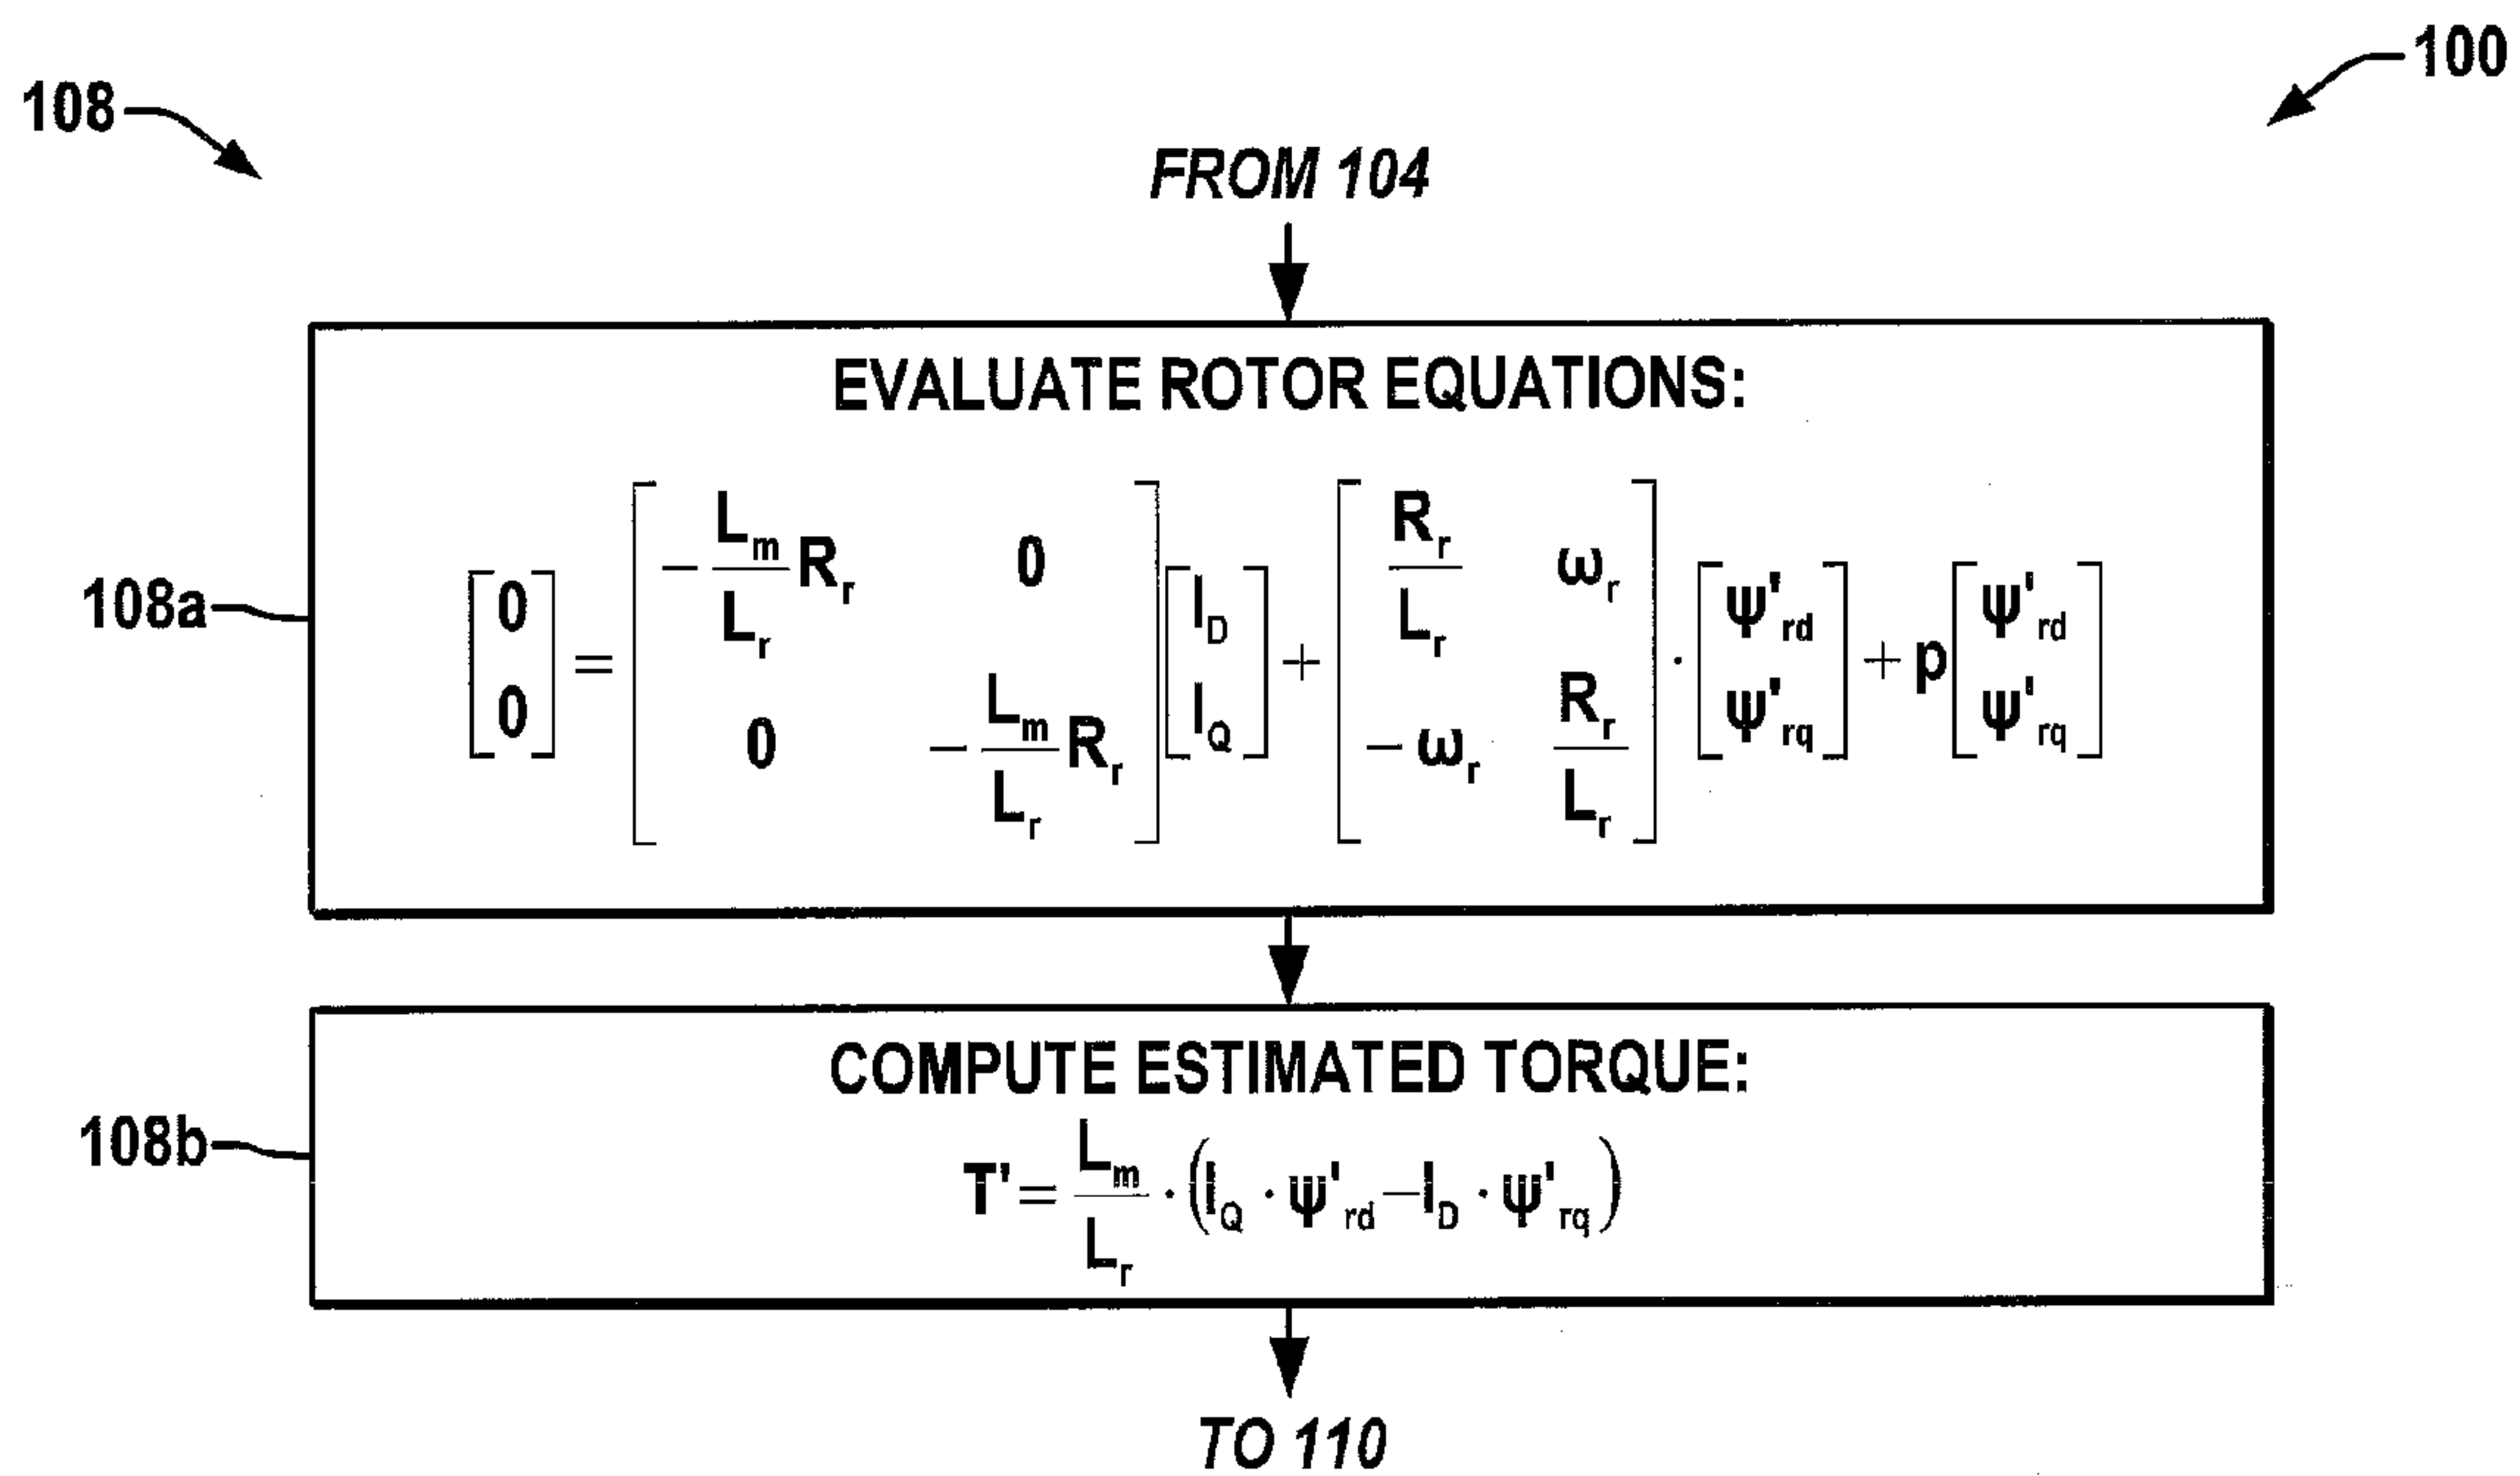 100
108
FROM 104
EVALUATE ROTOR EQUATIONS:
108a
[0 0] = [−(Lm/Lr)Rr 0 0 −(Lm/Lr)Rr] [ID IQ] + [Rr/Lr ωr −ωr Rr/Lr] · [ψ'rd ψ'rq] + p[ψ'rd ψ'rq]
COMPUTE ESTIMATED TORQUE:
108b
T' = Lm/Lr · (IQ · ψ'rd − ID · ψ'rq)
TO 110